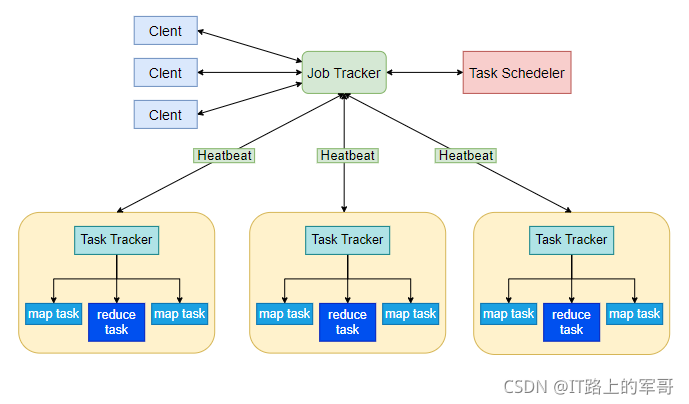 Clent
Clent
Clent
Job Tracker
Task Schedeler
Heatbeat
Heatbeat
Heatbeat
Task Tracker
map task
reduce
task
map task
Task Tracker
map task
reduce
task
map task
Task Tracker
map task
reduce
task
map task
CSDN @IT路上的军哥